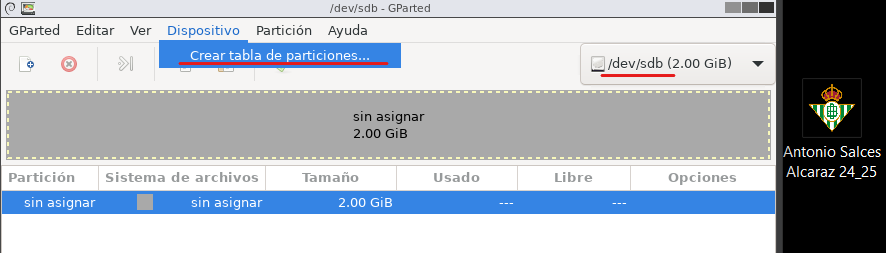 /dev/sdb - GParted
GParted Editar Ver Dispositivo Partición Ayuda
Crear tabla de particiones...
/dev/sdb (2.00 GiB)
sin asignar
2.00 GiB
Partición Sistema de archivos Tamaño Usado Libre Opciones
sin asignar sin asignar 2.00 GiB --- ---
Antonio Salces
Alcaraz 24_25